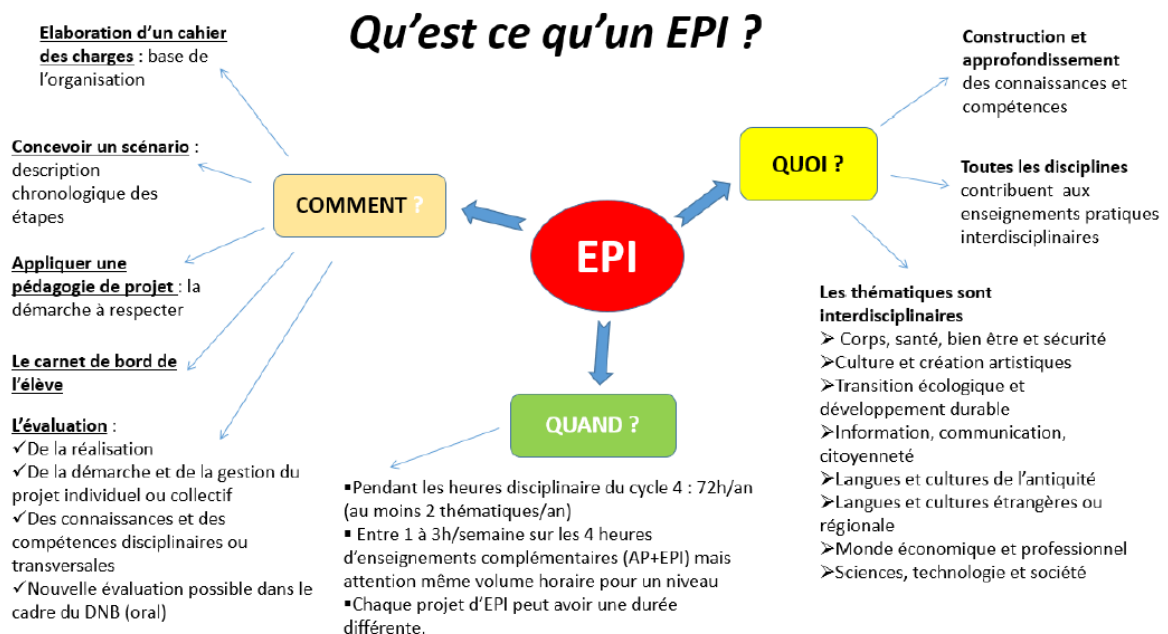 Qu'est ce qu'un EPI ?
Elaboration d'un cahier
des charges : base de
l'organisation
Concevoir un scénario :
description
chronologique des
étapes
Appliquer une
pédagogie de projet : la
démarche à respecter
Le carnet de bord de
l'élève
L'évaluation :
✓De la réalisation
✓De la démarche et de la gestion du
projet individuel ou collectif
✓Des connaissances et des
compétences disciplinaires ou
transversales
✓Nouvelle évaluation possible dans le
cadre du DNB (oral)
COMMENT ?
EPI
QUOI ?
Construction et
approfondissement
des connaissances et
compétences
Toutes les disciplines
contribuent aux
enseignements pratiques
interdisciplinaires
Les thématiques sont
interdisciplinaires
➢ Corps, santé, bien être et sécurité
➢Culture et création artistiques
➢Transition écologique et
développement durable
➢Information, communication,
citoyenneté
➢Langues et cultures de l'antiquité
➢Langues et cultures étrangères ou
régionale
➢Monde économique et professionnel
➢Sciences, technologie et société
QUAND ?
▪Pendant les heures disciplinaire du cycle 4 : 72h/an
(au moins 2 thématiques/an)
▪ Entre 1 à 3h/semaine sur les 4 heures
d'enseignements complémentaires (AP+EPI) mais
attention même volume horaire pour un niveau
▪Chaque projet d'EPI peut avoir une durée
différente.